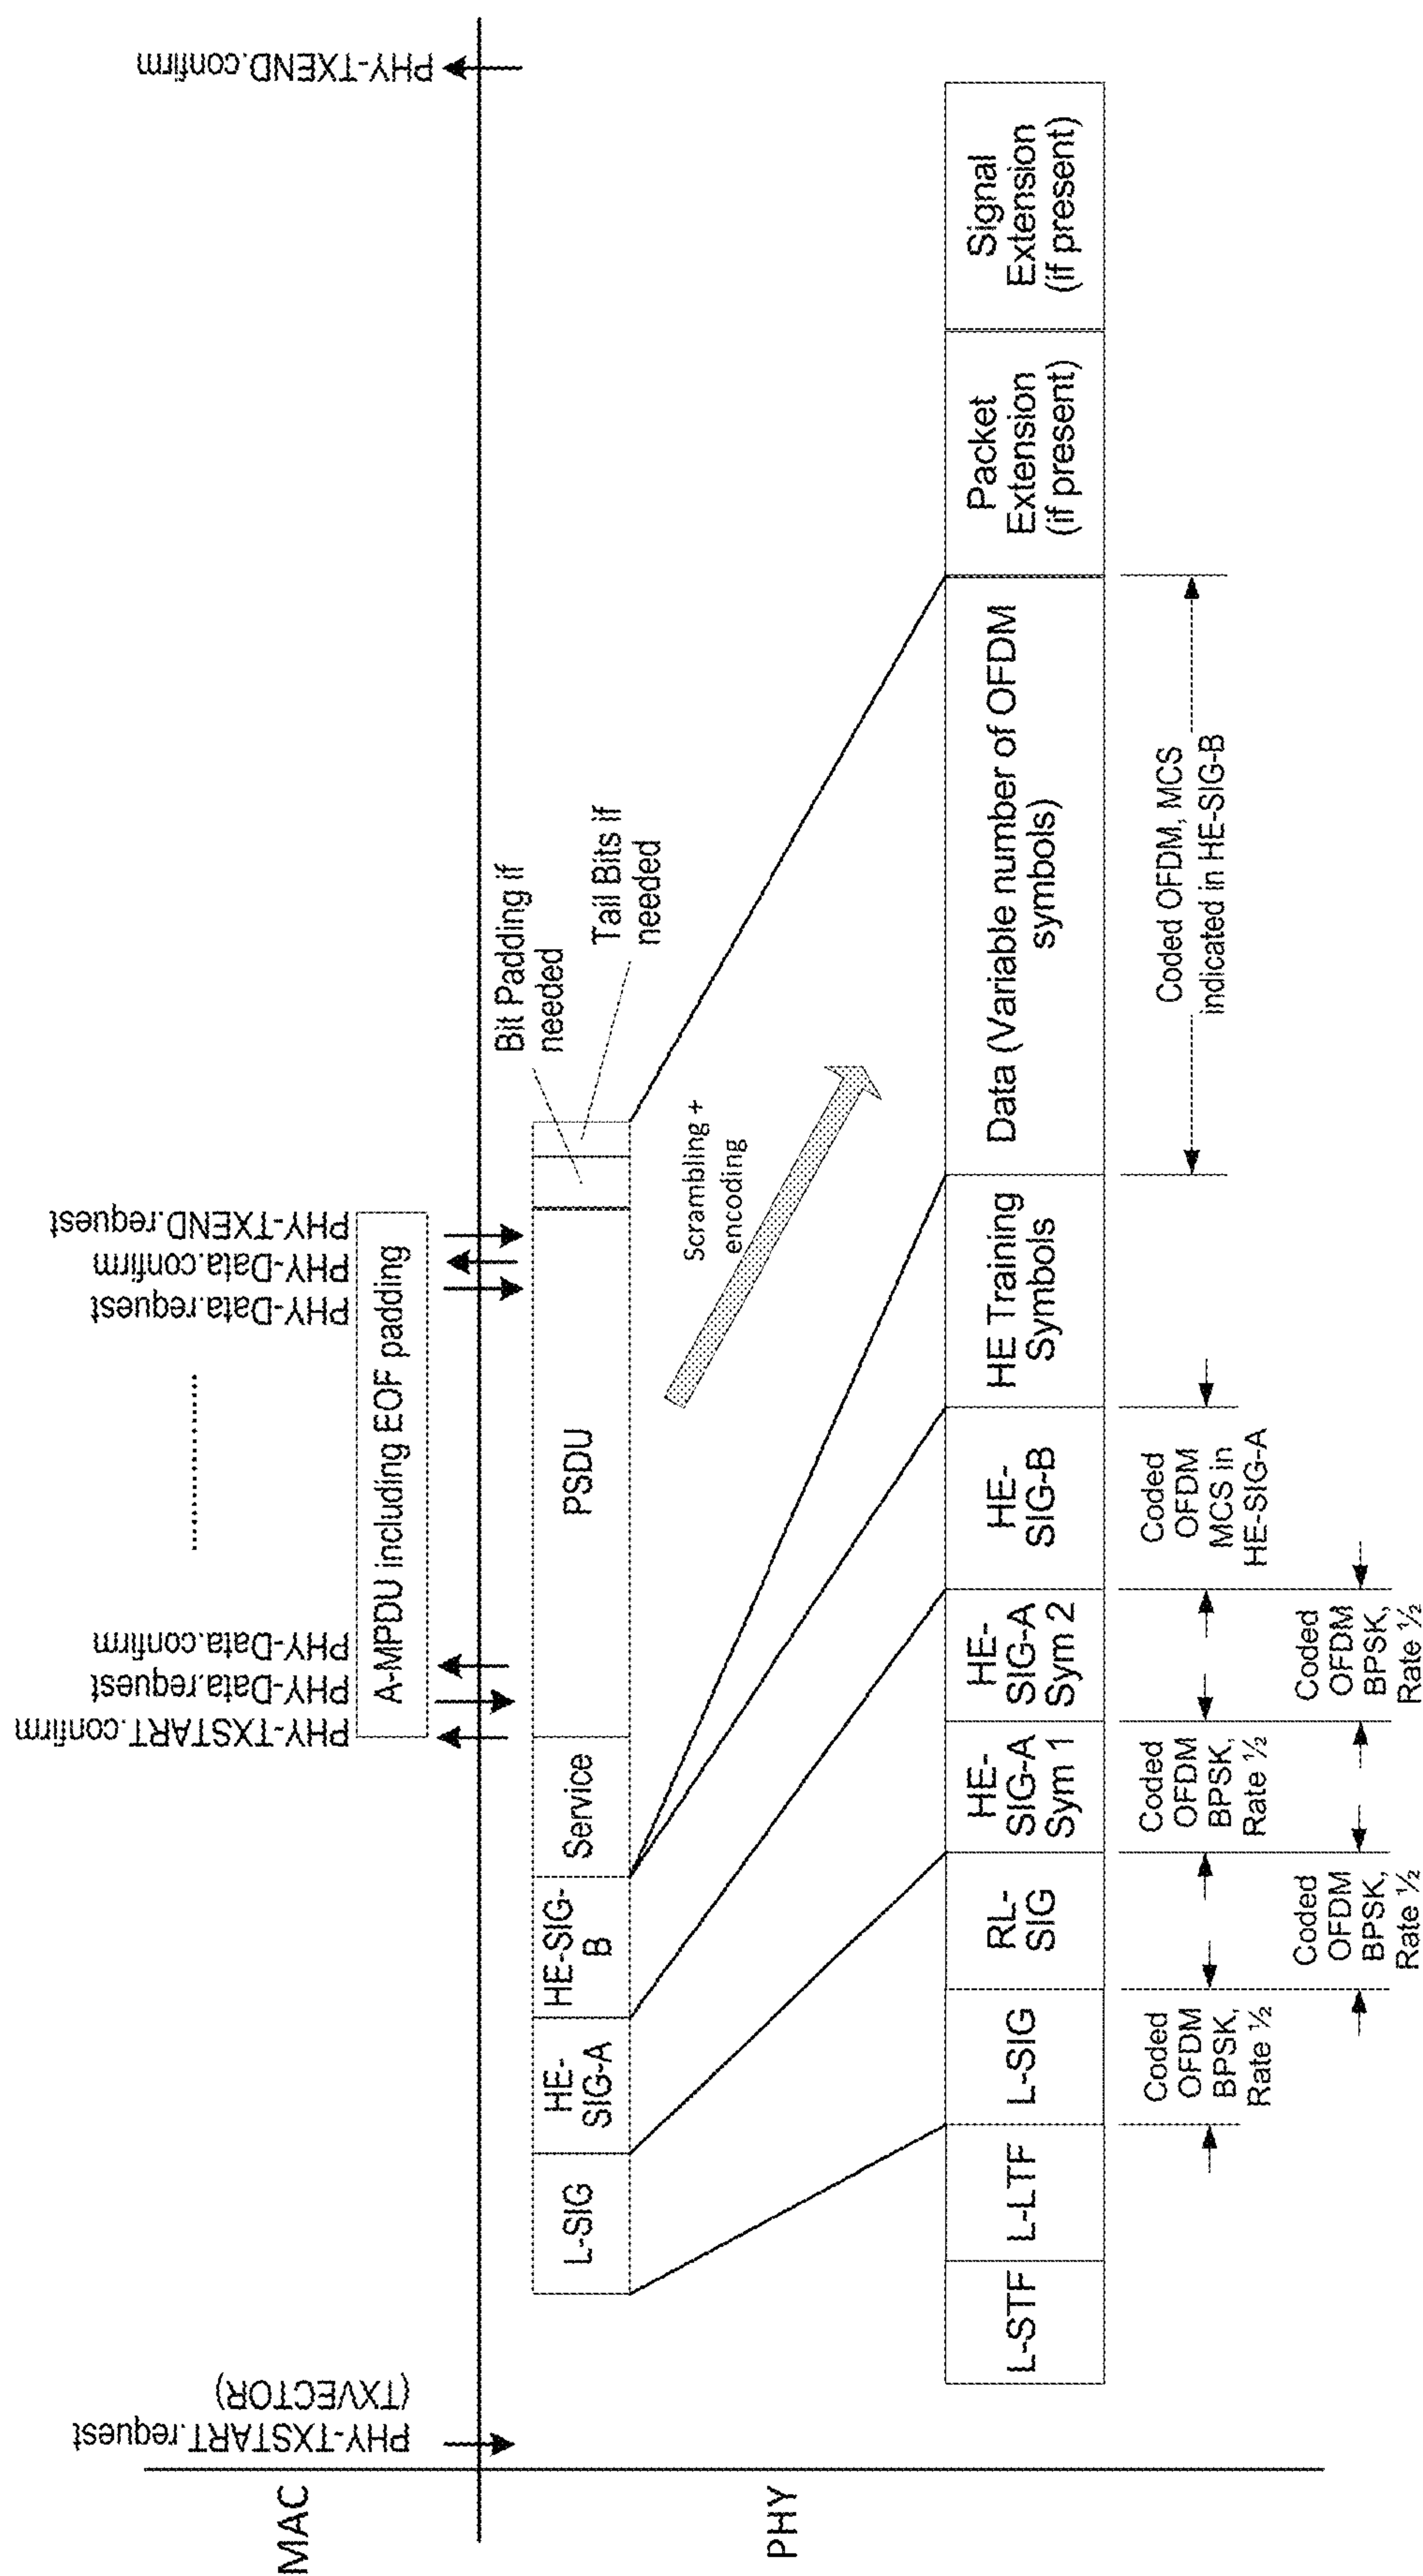 MAC
PHY
PHY-TXSTART.request
(TXVECTOR)
PHY-TXSTART.confirm
PHY-Data.request
PHY-Data.confirm
..................
PHY-Data.request
PHY-Data.confirm
PHY-TXEND.request
PHY-TXEND.confirm
A-MPDU including EOF padding
L-SIG
HE-
SIG-A
HE-SIG-
B
Service
PSDU
Bit Padding if
needed
Tail Bits if
needed
Scrambling +
encoding
L-STF
L-LTF
L-SIG
RL-
SIG
HE-
SIG-A
Sym 1
HE-
SIG-A
Sym 2
HE-
SIG-B
HE Training
Symbols
Data (Variable number of OFDM
symbols)
Packet
Extension
(if present)
Signal
Extension
(if present)
Coded
OFDM
BPSK,
Rate ½
Coded
OFDM
BPSK,
Rate ½
Coded
OFDM
BPSK,
Rate ½
Coded
OFDM
BPSK,
Rate ½
Coded
OFDM
MCS in
HE-SIG-A
Coded OFDM, MCS
indicated in HE-SIG-B